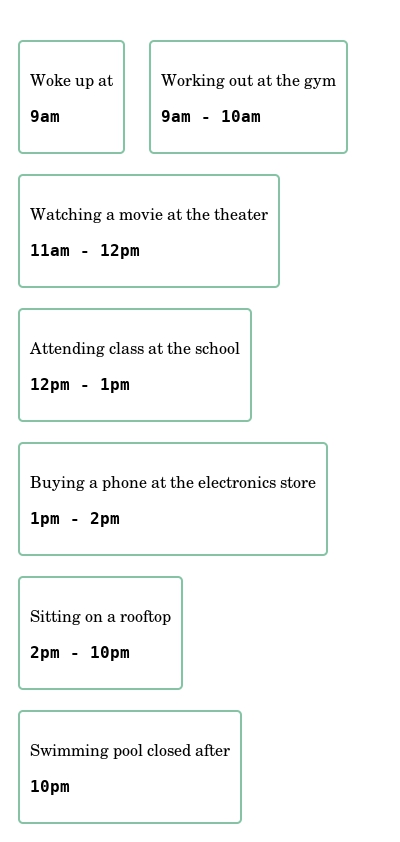 Woke up at
9am
Working out at the gym
9am - 10am
Watching a movie at the theater
11am - 12pm
Attending class at the school
12pm - 1pm
Buying a phone at the electronics store
1pm - 2pm
Sitting on a rooftop
2pm - 10pm
Swimming pool closed after
10pm